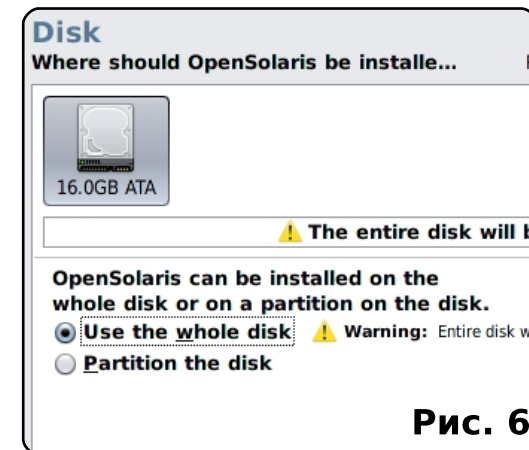 Disk
Where should OpenSolaris be installe...
16.0GB ATA
The entire disk will
OpenSolaris can be installed on the
whole disk or on a partition on the disk.
Use the whole disk Warning: Entire disk
Partition the disk
Рис. 6